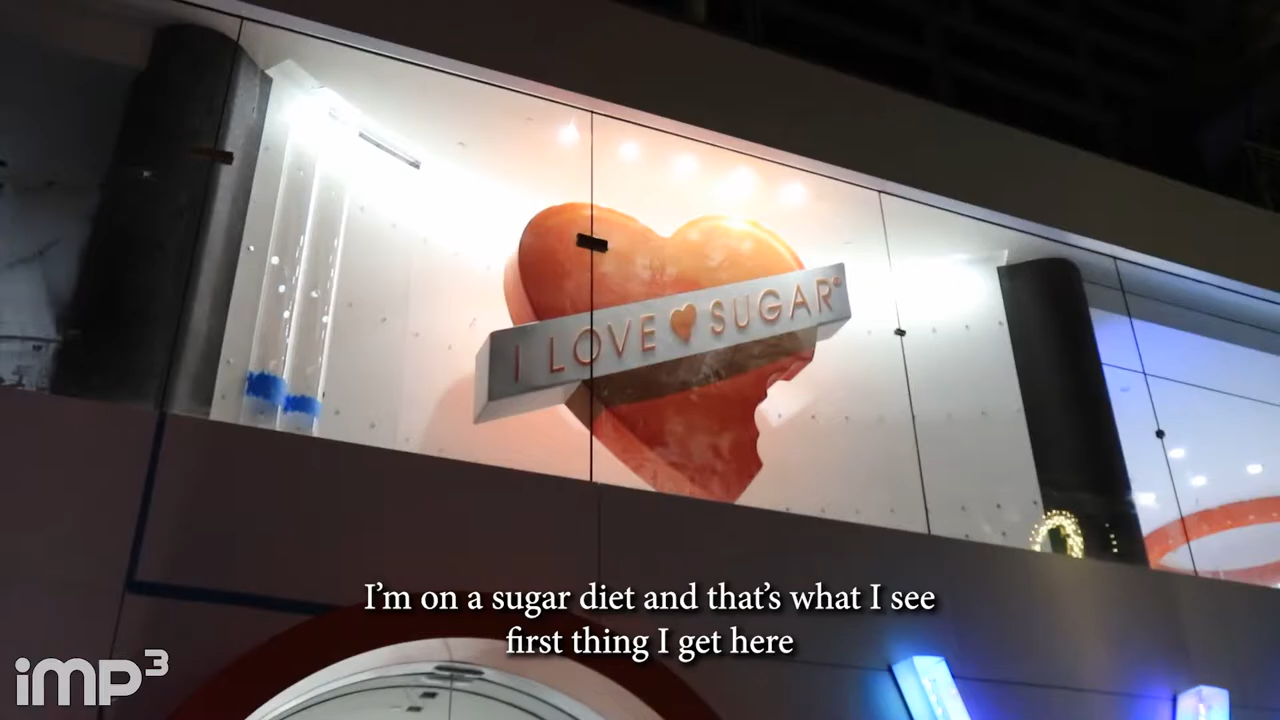 I LOVE SUGAR®
I'm on a sugar diet and that's what I see
first thing I get here
iMP3